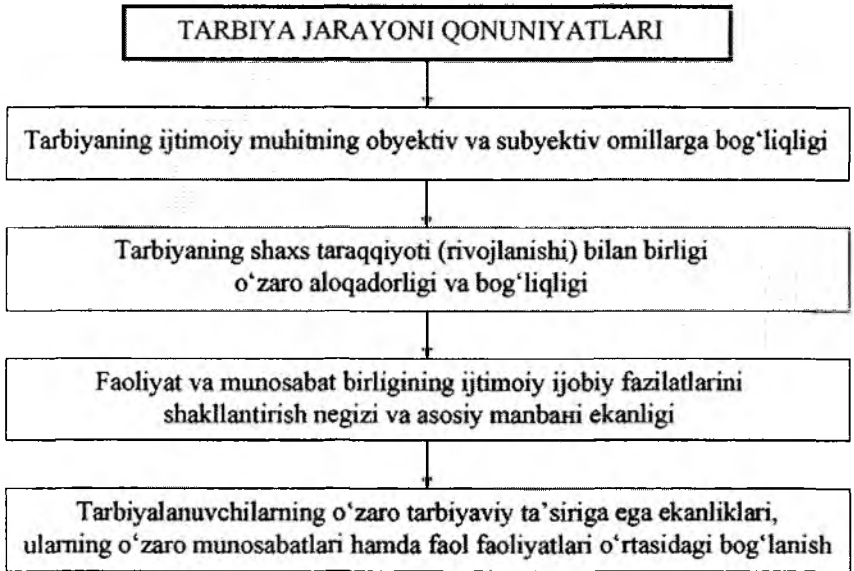 TARBIYA JARAYONI QONUNIYATLARI
Tarbiyaning ijtimoiy muhitning obyektiv va subyektiv omillarga bog‘liqligi
Tarbiyaning shaxs taraqqiyoti (rivojlanishi) bilan birligi
o‘zaro aloqadorligi va bog‘liqligi
Faoliyat va munosabat birligining ijtimoiy ijobiy fazilatlarini
shakllantirish negizi va asosiy manbани ekanligi
Tarbiyalanuvchilarning o‘zaro tarbiyaviy ta’siriga ega ekanliklari,
ularning o‘zaro munosabatlari hamda faol faoliyatlari o‘rtasidagi bog‘lanish